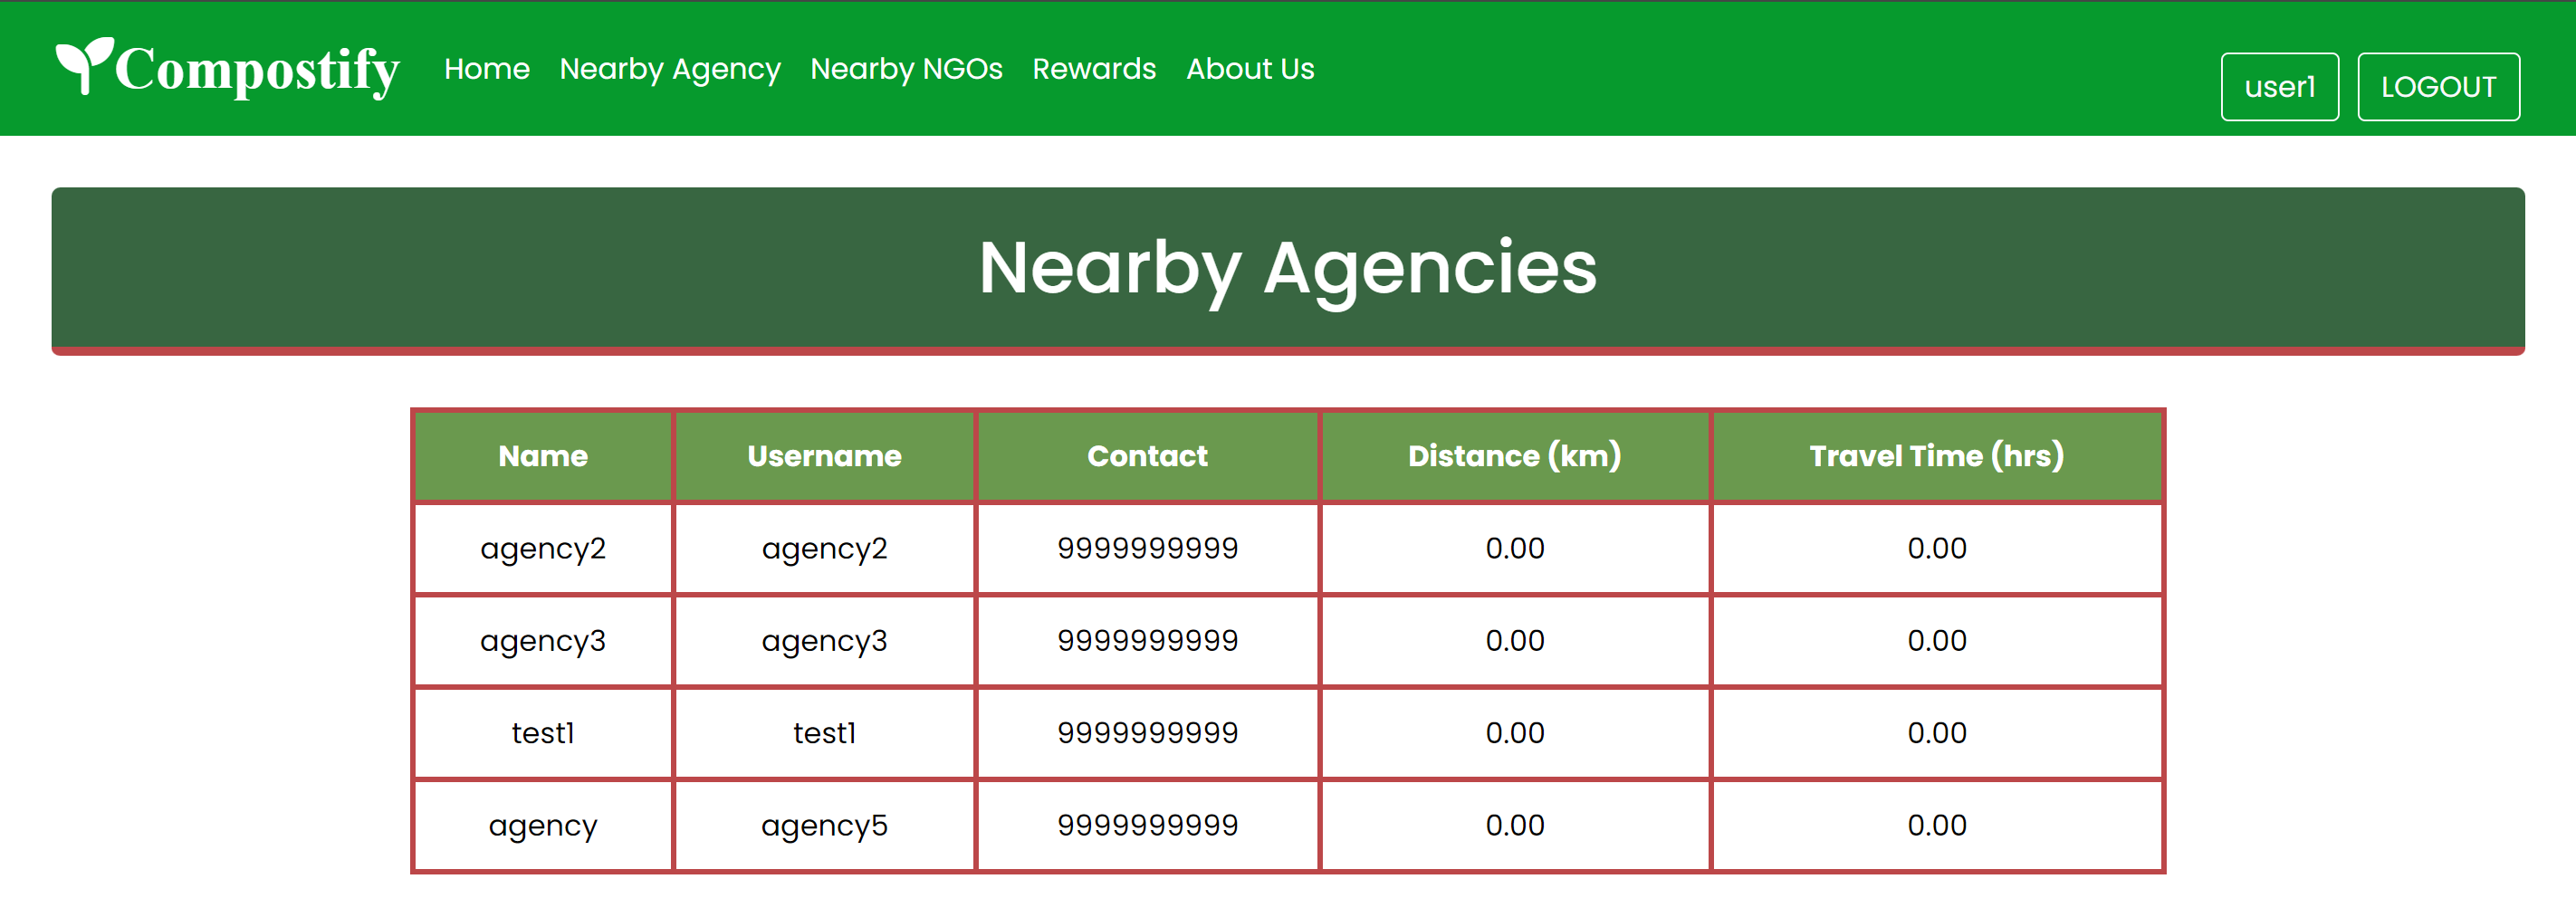 Compostify Home Nearby Agency Nearby NGOs Rewards About Us user1 LOGOUT
Nearby Agencies
Name Username Contact Distance (km) Travel Time (hrs)
agency2 agency2 9999999999 0.00 0.00
agency3 agency3 9999999999 0.00 0.00
test1 test1 9999999999 0.00 0.00
agency agency5 9999999999 0.00 0.00